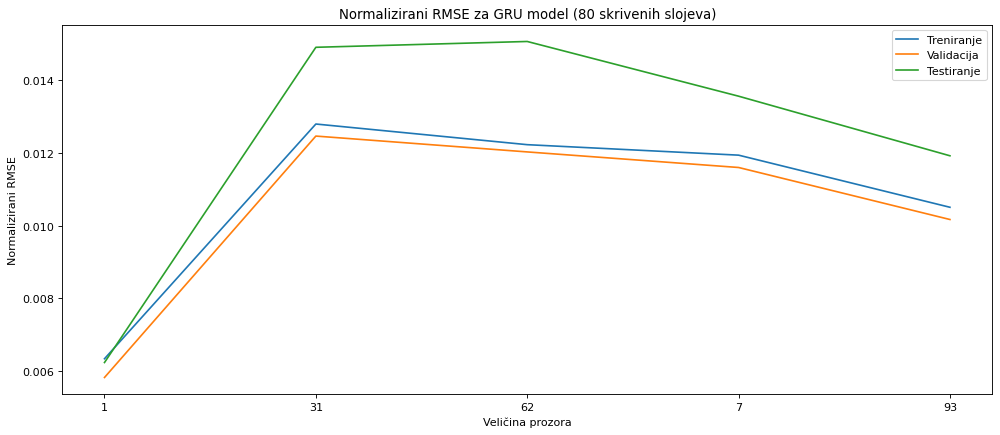 Normalizirani RMSE za GRU model (80 skrivenih slojeva)
Treniranje
Validacija
Testiranje
Normalizirani RMSE
0.014
0.012
0.010
0.008
0.006
1 31 62 7 93
Veličina prozora